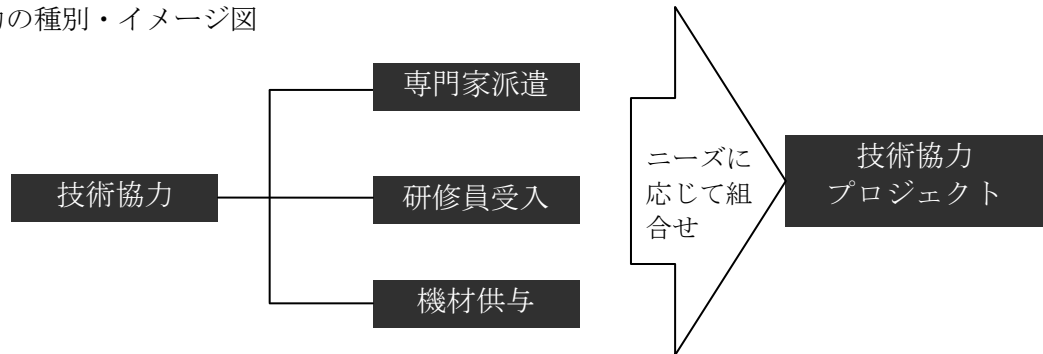 の種別・イメージ図
専門家派遣
技術協力
研修員受入
機材供与
ニーズに
応じて組
合せ
技術協力
プロジェクト